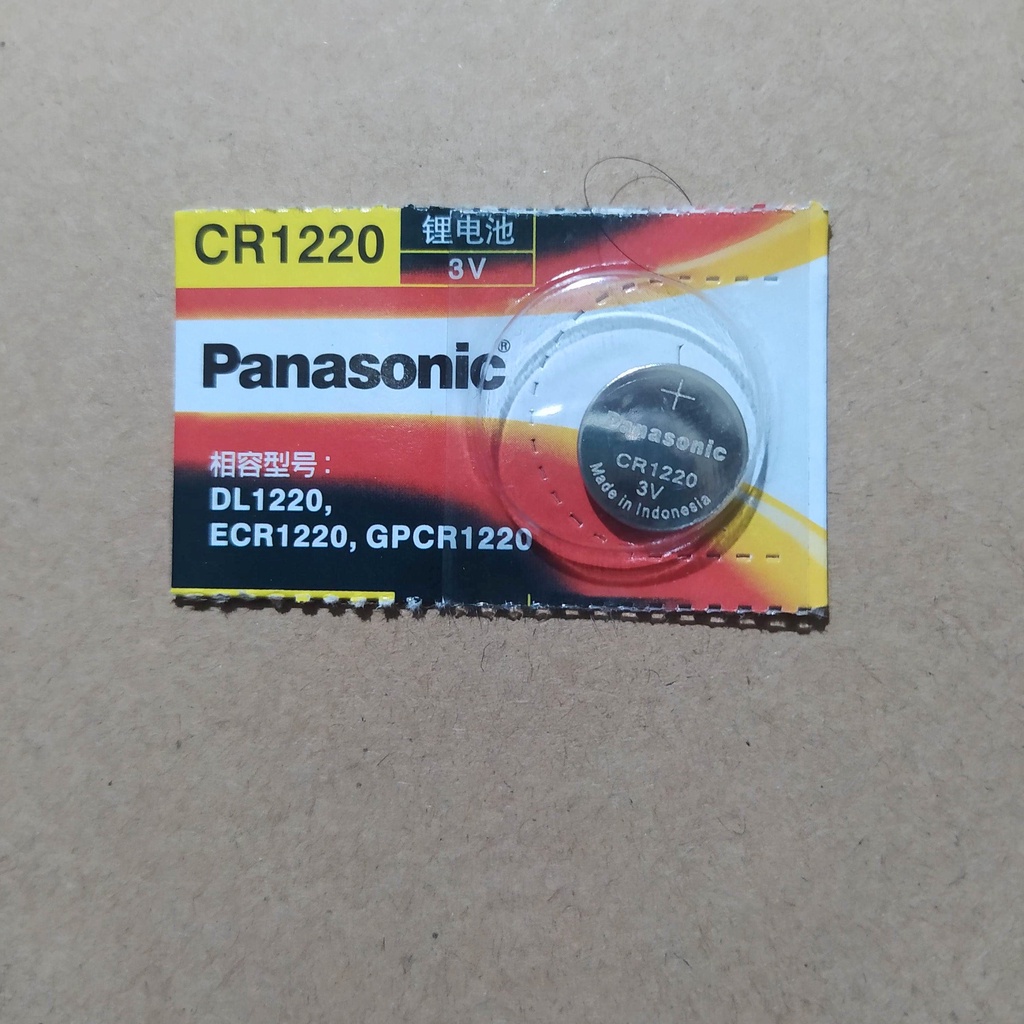 CR1220
锂电池
3V
Panasonic®
相容型号：
DL1220,
ECR1220, GPCR1220
+
Panasonic
CR1220
3V
Made in Indonesia